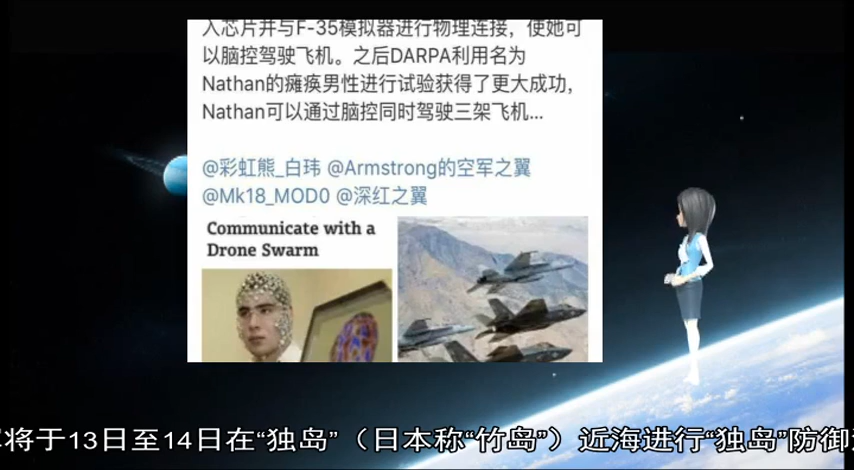 入芯片并与F-35模拟器进行物理连接，使她可
以脑控驾驶飞机。之后DARPA利用名为
Nathan的瘫痪男性进行试验获得了更大成功，
Nathan可以通过脑控同时驾驶三架飞机...
@彩虹熊_白玮 @Armstrong的空军之翼
@Mk18_MOD0 @深红之翼
Communicate with a
Drone Swarm
将于13日至14日在“独岛”（日本称“竹岛”）近海进行“独岛”防御